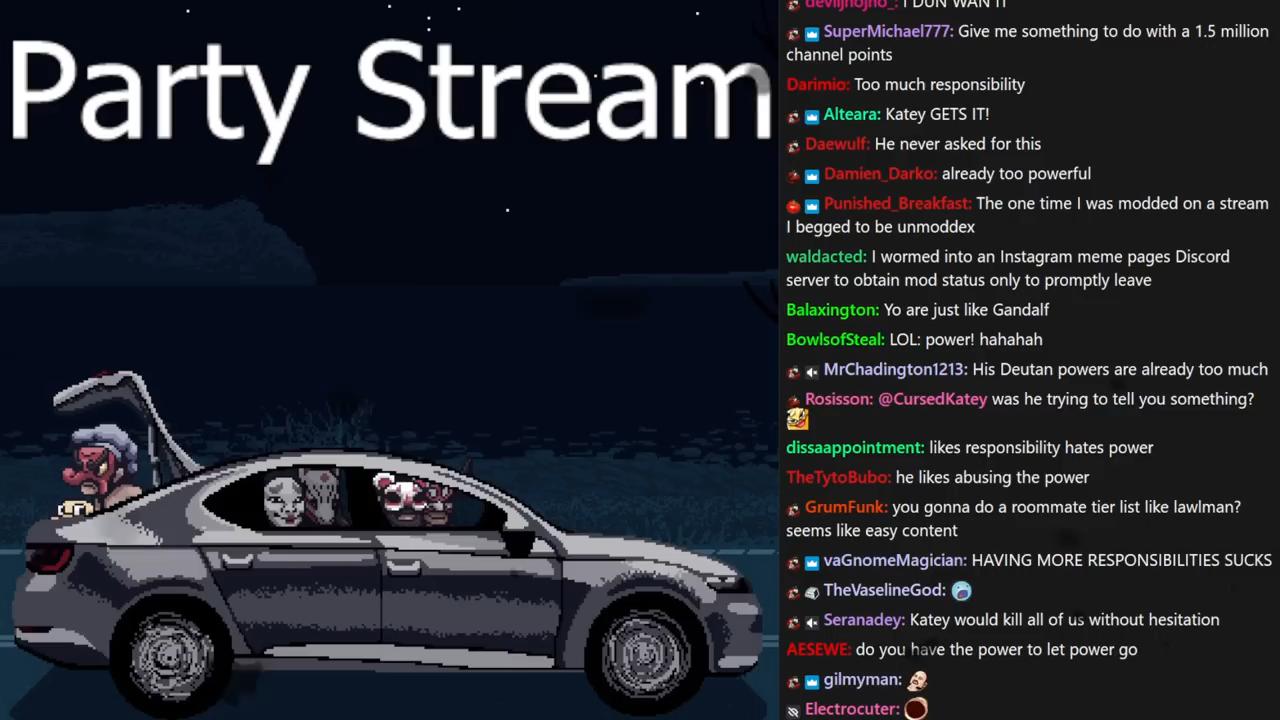 Party Stream
deviljhojho_: I DUN WAN IT
SuperMichael777: Give me something to do with a 1.5 million
channel points
Darimio: Too much responsibility
Alteara: Katey GETS IT!
Daewulf: He never asked for this
Damien_Darko: already too powerful
Punished_Breakfast: The one time I was modded on a stream
I begged to be unmoddex
waldacted: I wormed into an Instagram meme pages Discord
server to obtain mod status only to promptly leave
Balaxington: Yo are just like Gandalf
BowlsofSteal: LOL: power! hahahah
MrChadington1213: His Deutan powers are already too much
Rosisson: @CursedKatey was he trying to tell you something?
dissaappointment: likes responsibility hates power
TheTytoBubo: he likes abusing the power
GrumFunk: you gonna do a roommate tier list like lawlman?
seems like easy content
vaGnomeMagician: HAVING MORE RESPONSIBILITIES SUCKS
TheVaselineGod:
Seranadey: Katey would kill all of us without hesitation
AESEWE: do you have the power to let power go
gilmyman:
Electrocuter: